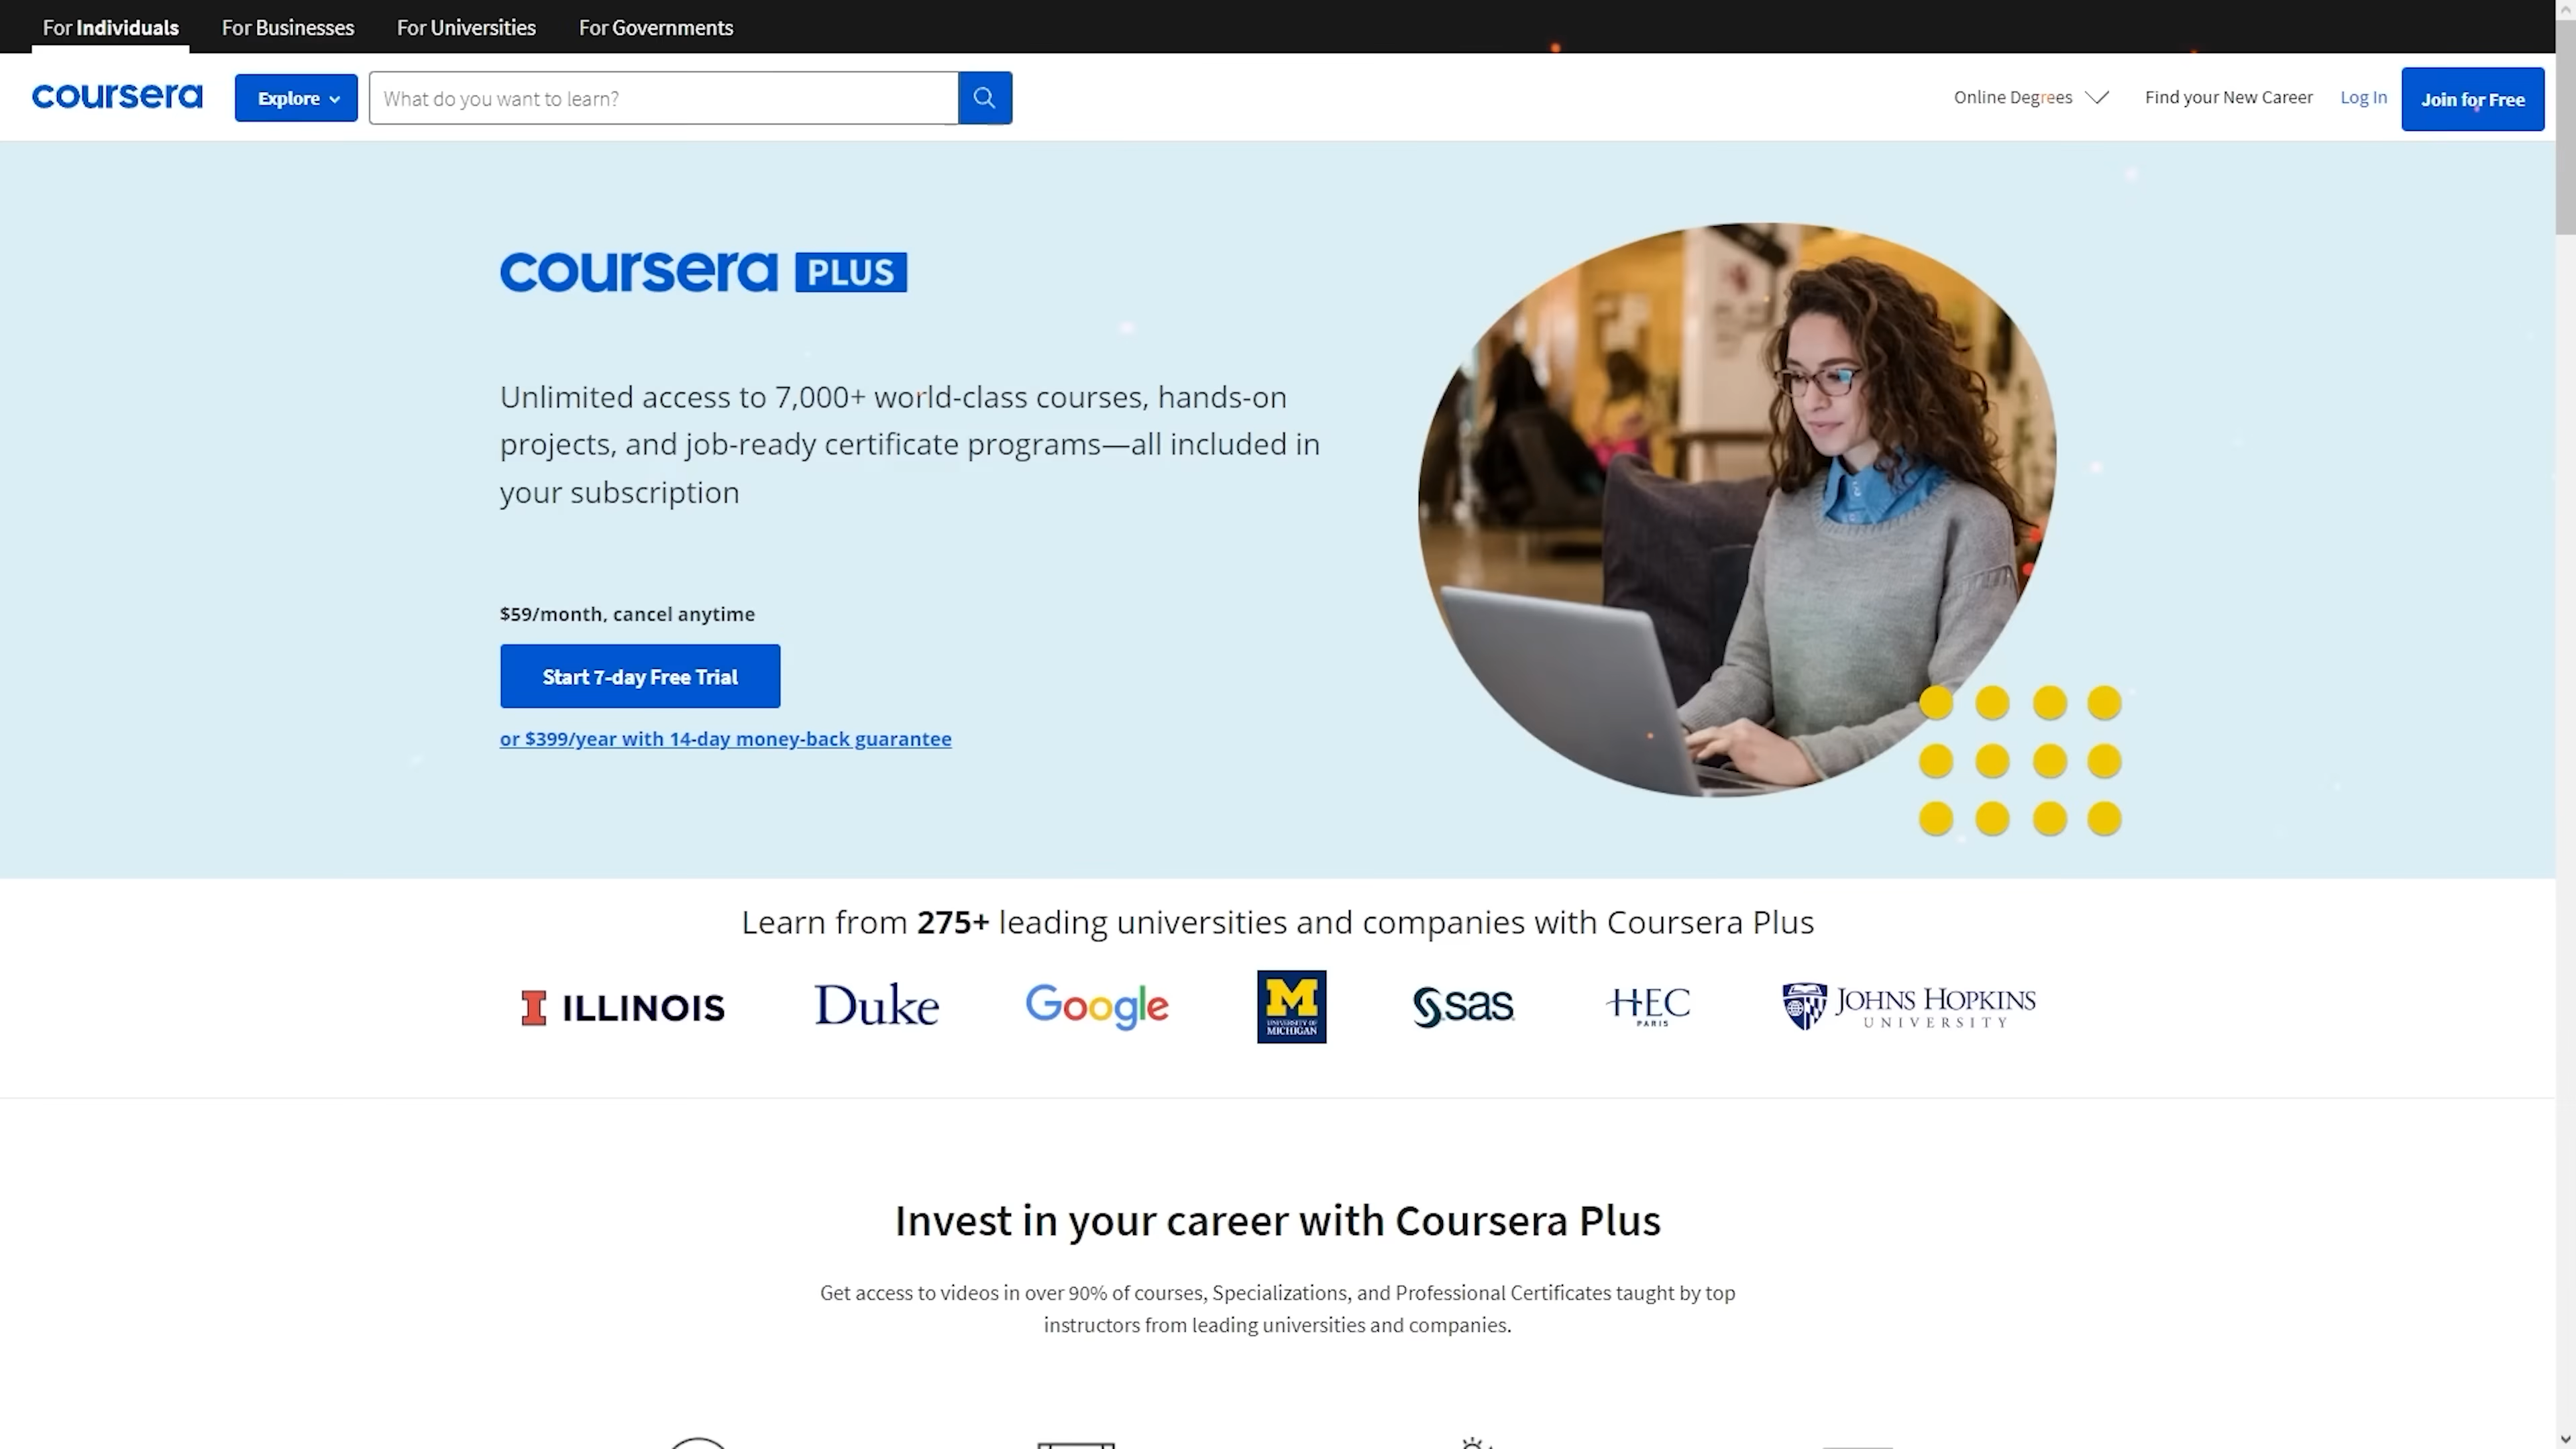 For Individuals For Businesses For Universities For Governments
coursera Explore What do you want to learn? Online Degrees Find your New Career Log In Join for Free
coursera PLUS
Unlimited access to 7,000+ world-class courses, hands-on
projects, and job-ready certificate programs—all included in
your subscription
$59/month, cancel anytime
Start 7-day Free Trial
or $399/year with 14-day money-back guarantee
Learn from 275+ leading universities and companies with Coursera Plus
I ILLINOIS Duke Google M UNIVERSITY OF MICHIGAN sas HEC PARIS JOHNS HOPKINS UNIVERSITY
Invest in your career with Coursera Plus
Get access to videos in over 90% of courses, Specializations, and Professional Certificates taught by top
instructors from leading universities and companies.